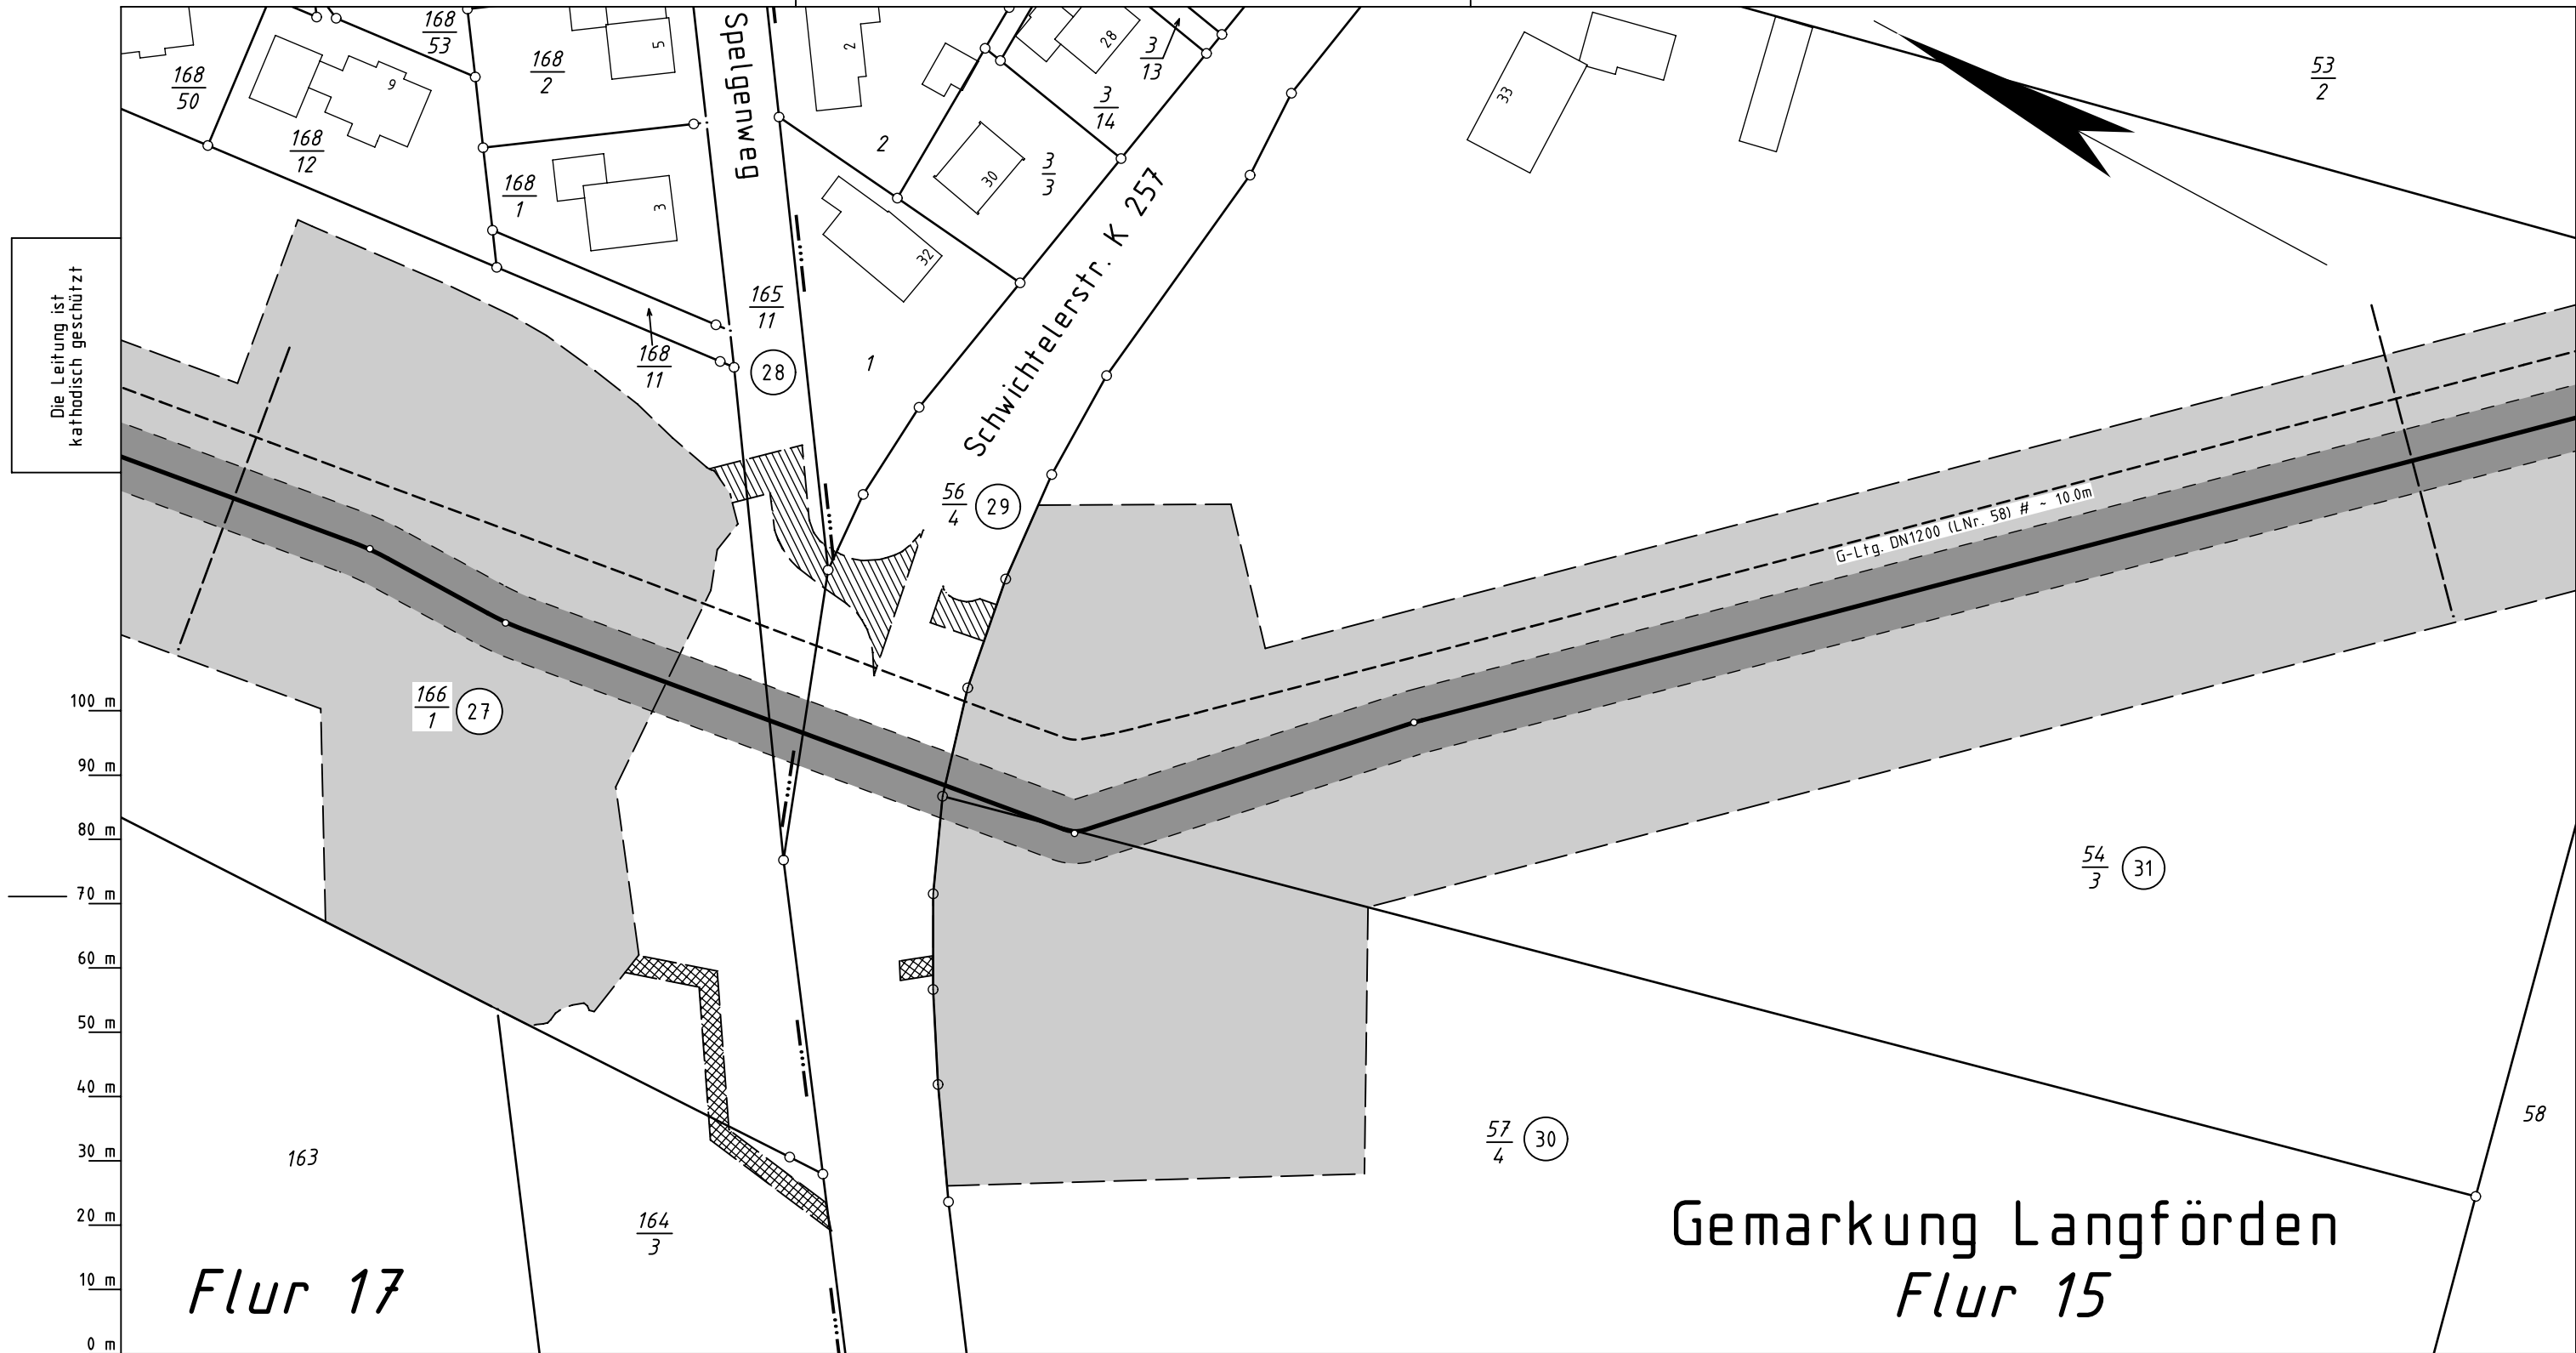 168
53
168
2
5
Spelgenweg
2
28
3
13
53
2
168
50
9
168
12
3
14
33
2
168
1
3
30
3
3
32
Schwichtelerstr. K 257
165
11
168
11
28
1
Die Leitung ist
kathodisch geschützt
56
4
29
G-Ltg. DN1200 (LNr. 58) # ~ 10.0m
166
1
27
100 m
90 m
80 m
70 m
60 m
50 m
40 m
30 m
20 m
10 m
0 m
54
3
31
57
4
30
58
163
164
3
Flur 17
Gemarkung Langförden
Flur 15